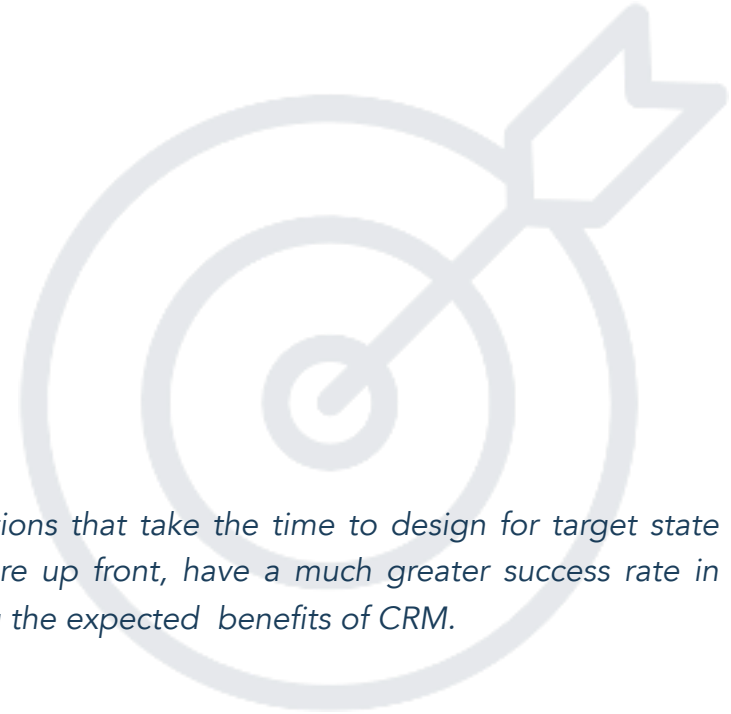 ions that take the time to design for target state
re up front, have a much greater success rate in
the expected benefits of CRM.